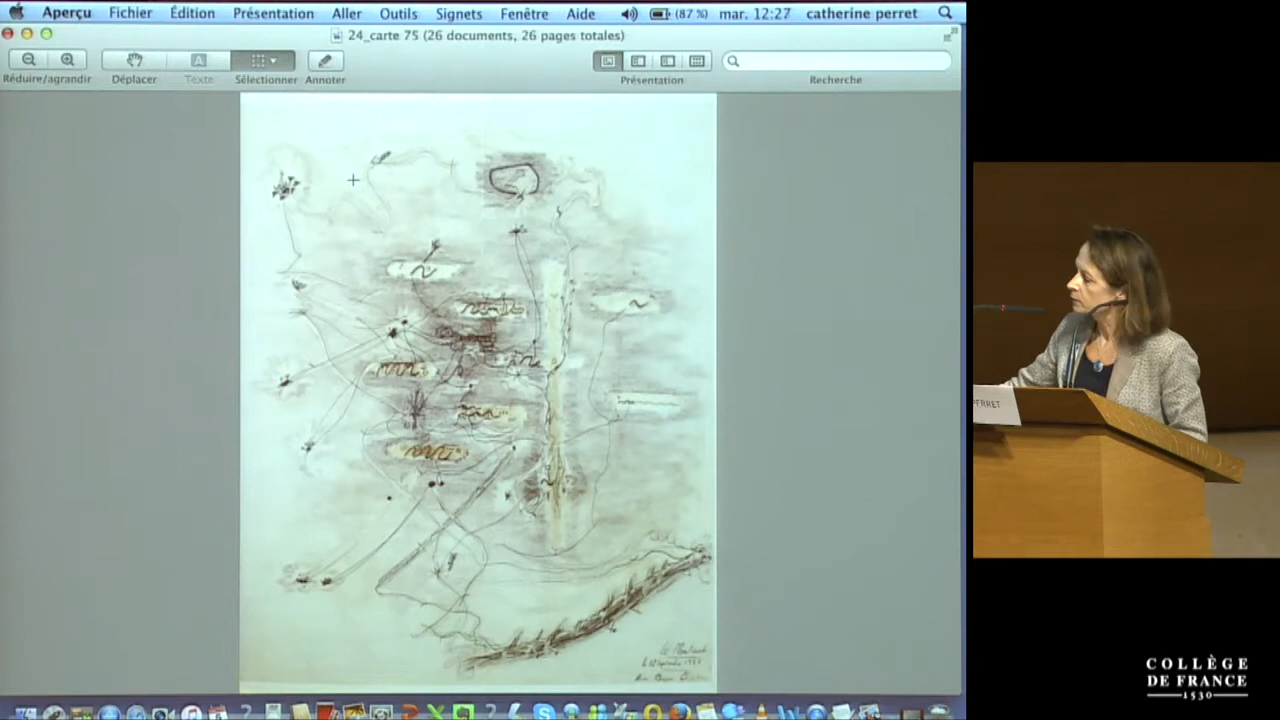 Aperçu Fichier Édition Présentation Aller Outils Signets Fenêtre Aide (87 %) mar. 12:27 catherine perret
24_carte 75 (26 documents, 26 pages totales)
Réduire/agrandir Déplacer Texte Sélectionner Annoter Présentation Recherche
PERRET
COLLÈGE
DE FRANCE
1530